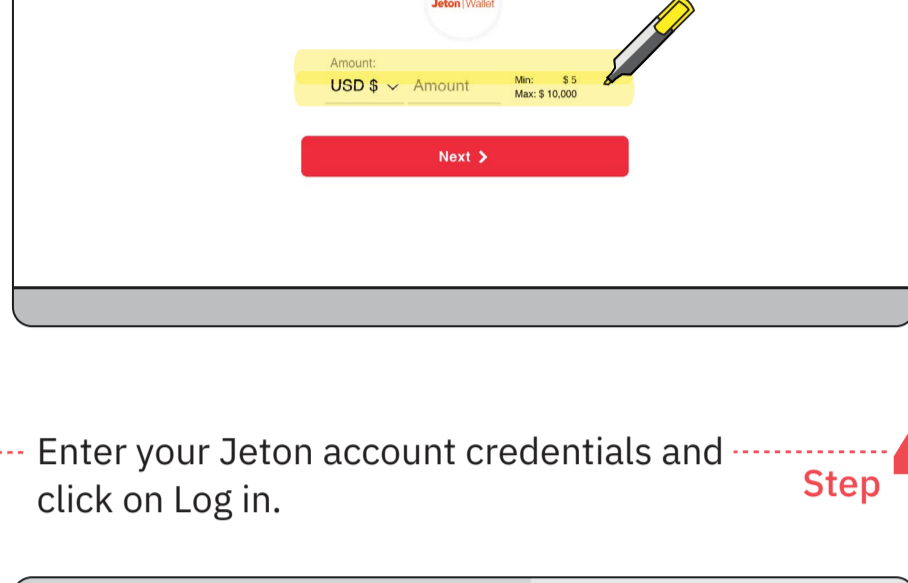 Jeton|Wallet
Amount:
USD $ Amount
Min: $ 5
Max: $ 10,000
Next
Enter your Jeton account credentials and
click on Log in.
Step